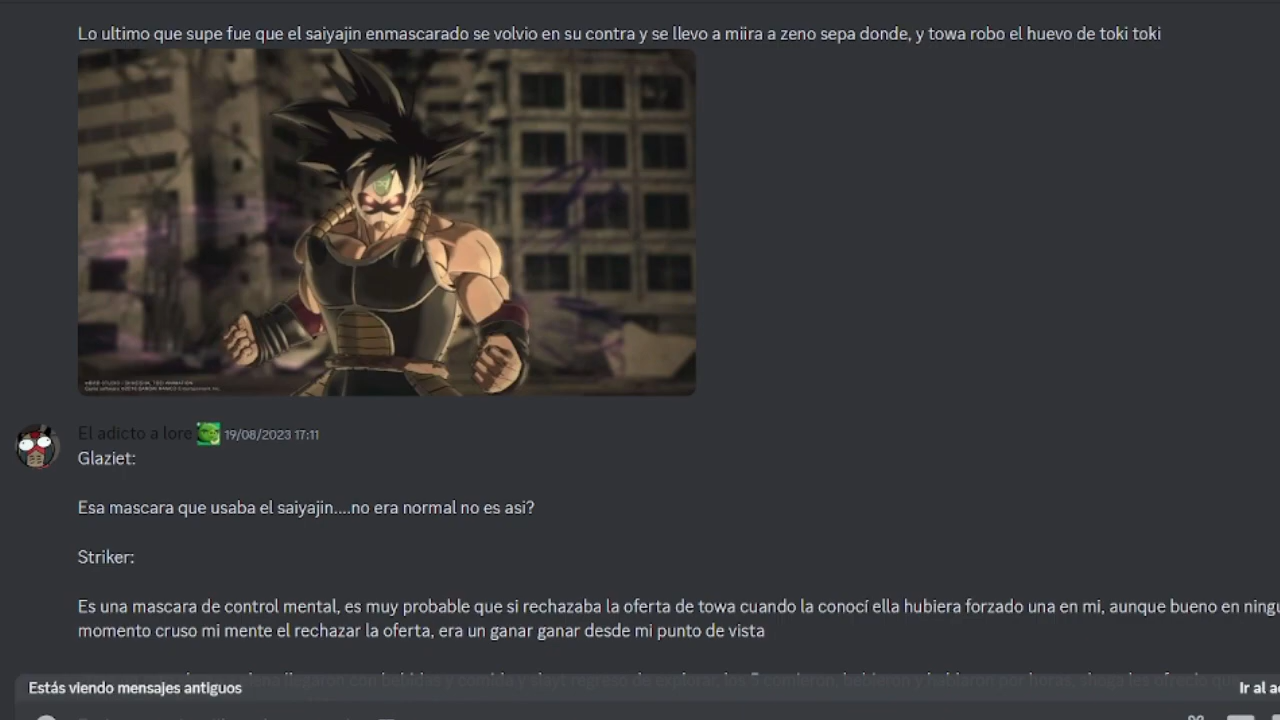 Lo ultimo que supe fue que el saiyajin enmascarado se volvio en su contra y se llevo a miira a zeno sepa donde, y towa robo el huevo de toki toki
El adicto a lore 19/08/2023 17:11
Glaziet:
Esa mascara que usaba el saiyajin....no era normal no es asi?
Striker:
Es una mascara de control mental, es muy probable que si rechazaba la oferta de towa cuando la conocí ella hubiera forzado una en mi, aunque bueno en ningu
momento cruso mi mente el rechazar la oferta, era un ganar ganar desde mi punto de vista
Estás viendo mensajes antiguos
Ir al a